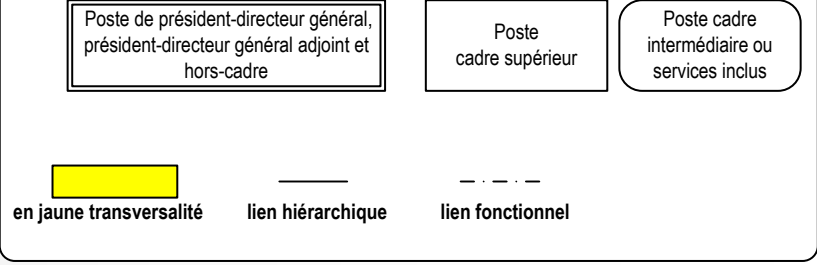 Poste de président-directeur général,
président-directeur général adjoint et
hors-cadre
Poste
cadre supérieur
Poste cadre
intermédiaire ou
services inclus
en jaune transversalité
lien hiérarchique
lien fonctionnel